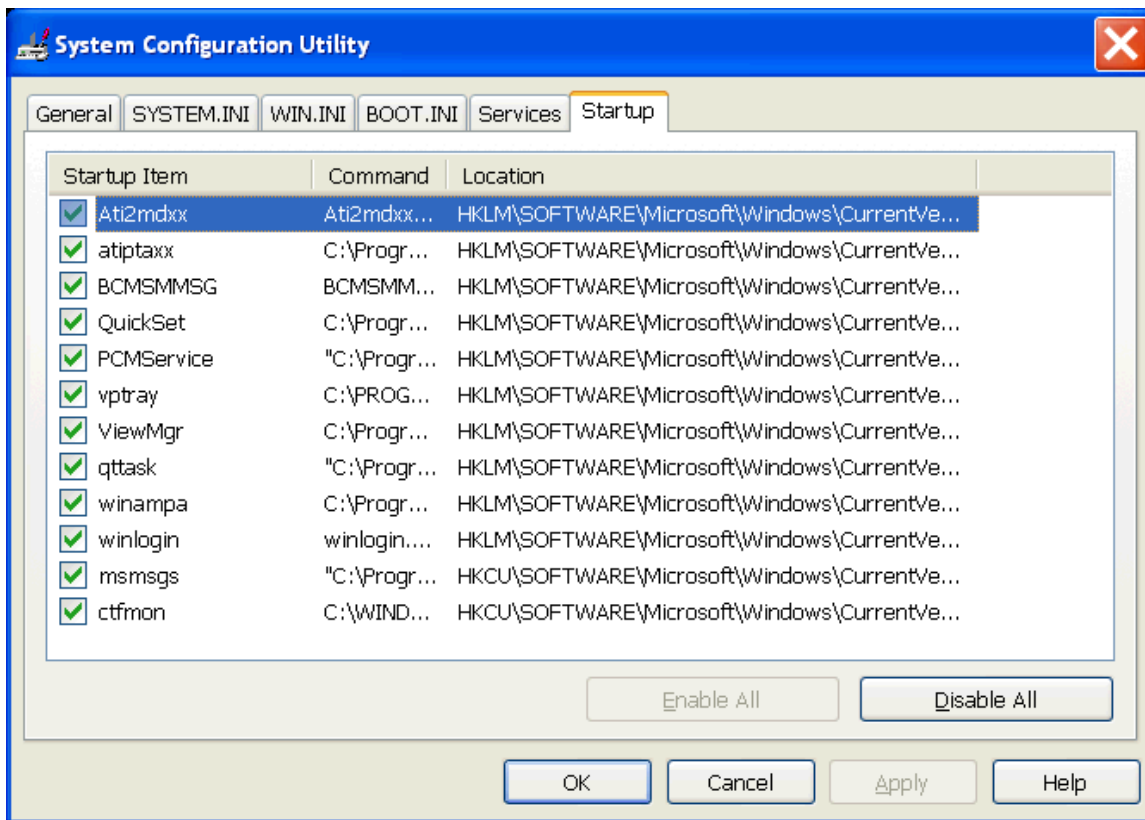 System Configuration Utility
General SYSTEM.INI WIN.INI BOOT.INI Services Startup
Startup Item Command Location
Ati2mdxx Ati2mdxx... HKLM\SOFTWARE\Microsoft\Windows\CurrentVe...
atiptaxx C:\Progr... HKLM\SOFTWARE\Microsoft\Windows\CurrentVe...
BCMSMMSG BCMSMM... HKLM\SOFTWARE\Microsoft\Windows\CurrentVe...
QuickSet C:\Progr... HKLM\SOFTWARE\Microsoft\Windows\CurrentVe...
PCMService "C:\Progr... HKLM\SOFTWARE\Microsoft\Windows\CurrentVe...
vptray C:\PROG... HKLM\SOFTWARE\Microsoft\Windows\CurrentVe...
ViewMgr C:\Progr... HKLM\SOFTWARE\Microsoft\Windows\CurrentVe...
qttask "C:\Progr... HKLM\SOFTWARE\Microsoft\Windows\CurrentVe...
winampa C:\Progr... HKLM\SOFTWARE\Microsoft\Windows\CurrentVe...
winlogin winlogin.... HKLM\SOFTWARE\Microsoft\Windows\CurrentVe...
msmsgs "C:\Progr... HKCU\SOFTWARE\Microsoft\Windows\CurrentVe...
ctfmon C:\WIND... HKCU\SOFTWARE\Microsoft\Windows\CurrentVe...
Enable All Disable All
OK Cancel Apply Help